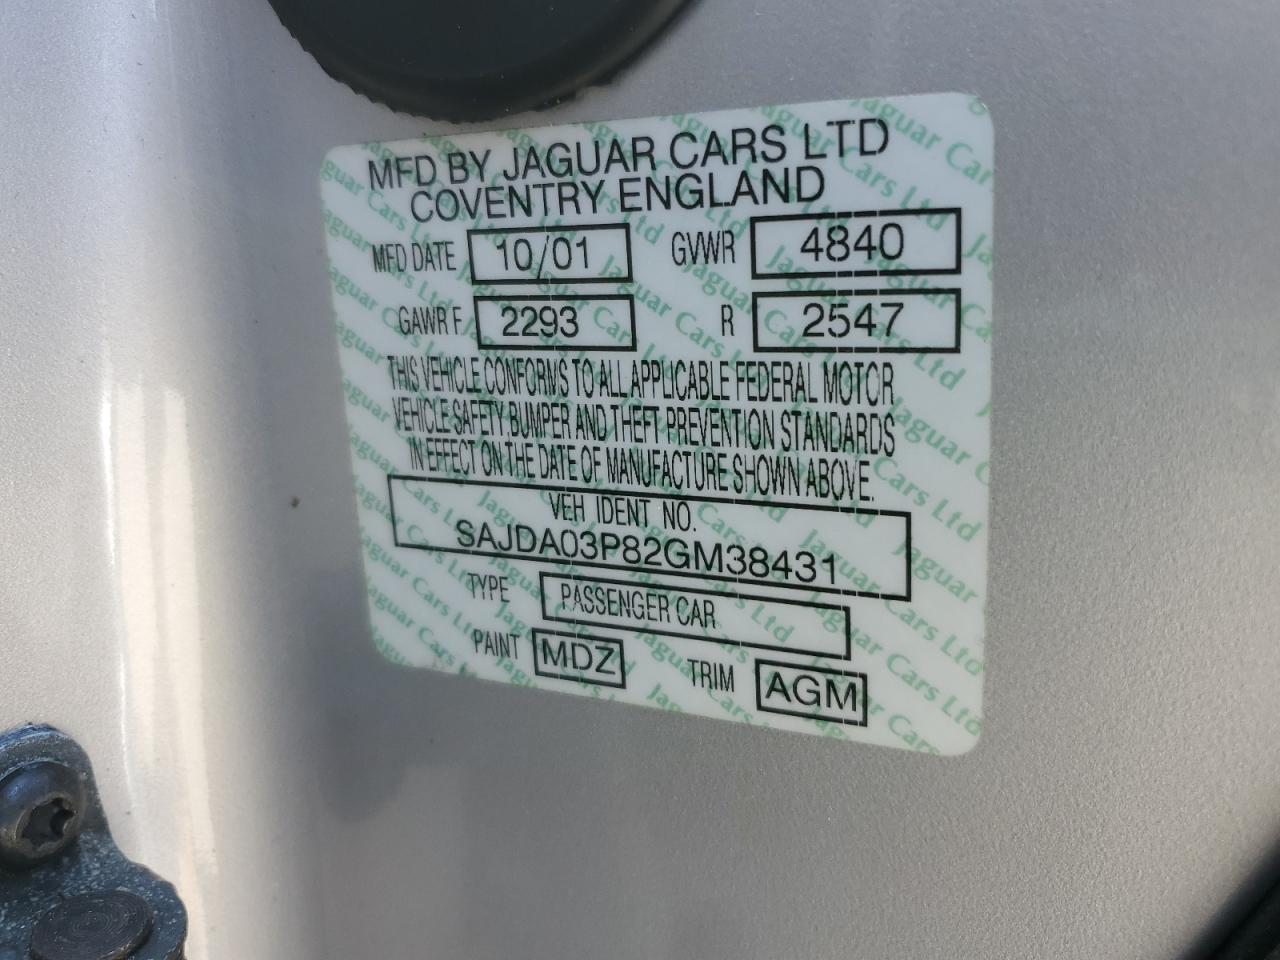 MFD BY JAGUAR CARS LTD
COVENTRY ENGLAND
MFD DATE 10/01 GVWR 4840
GAWR F 2293 R 2547
THIS VEHICLE CONFORMS TO ALL APPLICABLE FEDERAL MOTOR
VEHICLE SAFETY BUMPER AND THEFT PREVENTION STANDARDS
IN EFFECT ON THE DATE OF MANUFACTURE SHOWN ABOVE.
VEH IDENT NO.
SAJDA03P82GM38431
TYPE PASSENGER CAR
PAINT MDZ TRIM AGM